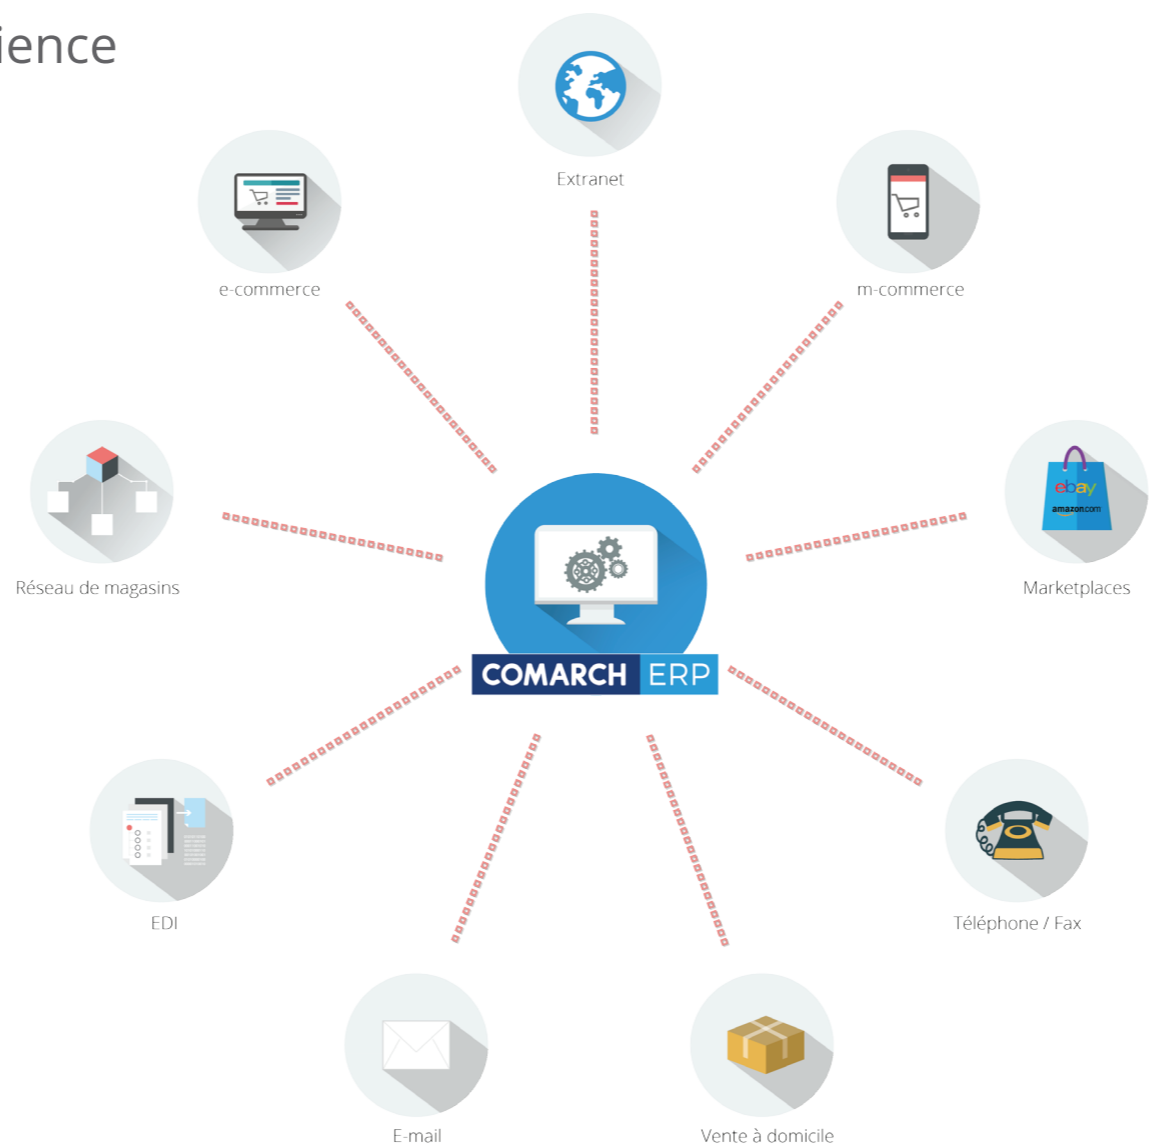 ience
Extranet
e-commerce
m-commerce
ebay
amazon.com
Réseau de magasins
Marketplaces
COMARCH ERP
EDI
Téléphone / Fax
E-mail
Vente à domicile